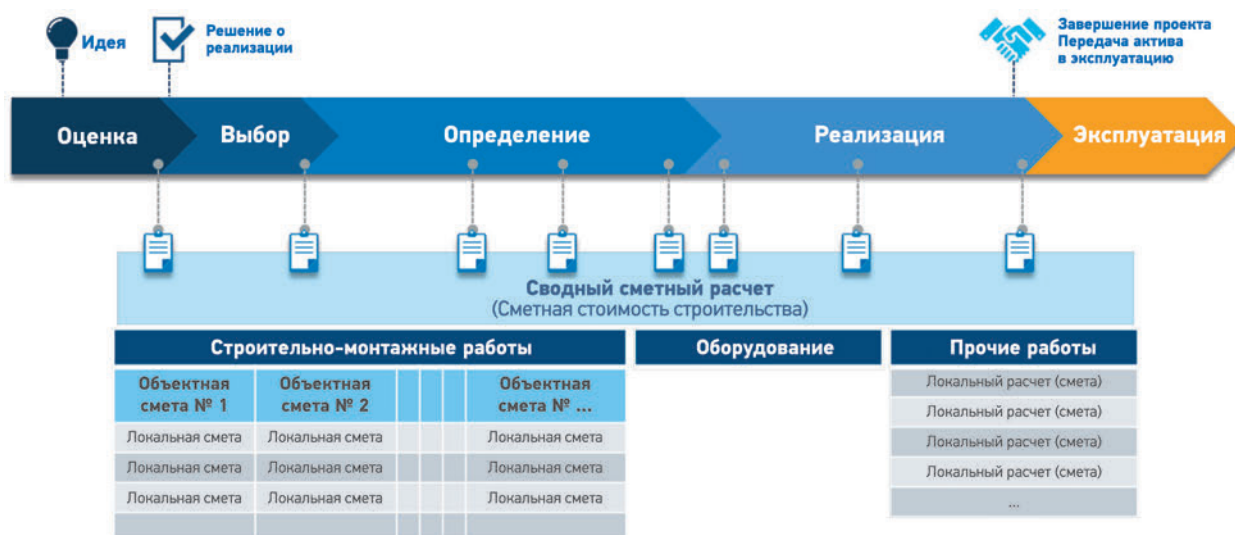 Идея
Решение о
реализации
Завершение проекта
Передача актива
в эксплуатацию
Оценка
Выбор
Определение
Реализация
Эксплуатация
Сводный сметный расчет
(Сметная стоимость строительства)
Строительно-монтажные работы
Оборудование
Прочие работы
Объектная
смета № 1
Объектная
смета № 2
Объектная
смета № ...
Локальная смета
Локальная смета
Локальная смета
Локальная смета
Локальная смета
Локальная смета
Локальная смета
Локальная смета
Локальная смета
Локальный расчет (смета)
Локальный расчет (смета)
Локальный расчет (смета)
Локальный расчет (смета)
...